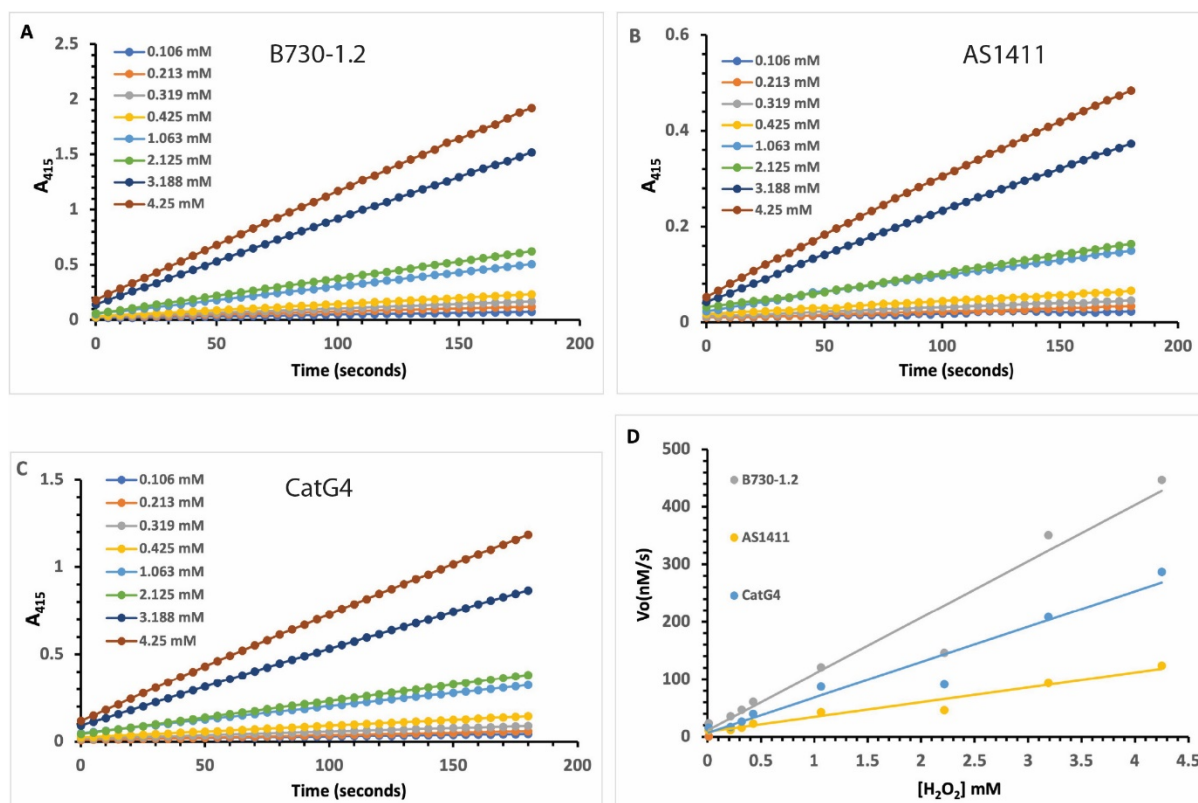 A
B730-1.2
2.5
2
1.5
1
0.5
0
A415
0.106 mM
0.213 mM
0.319 mM
0.425 mM
1.063 mM
2.125 mM
3.188 mM
4.25 mM
0 50 100 150 200
Time (seconds)
B
AS1411
0.6
0.4
0.2
0
A415
0.106 mM
0.213 mM
0.319 mM
0.425 mM
1.063 mM
2.125 mM
3.188 mM
4.25 mM
0 50 100 150 200
Time (seconds)
C
CatG4
1.5
1
0.5
0
A415
0.106 mM
0.213 mM
0.319 mM
0.425 mM
1.063 mM
2.125 mM
3.188 mM
4.25 mM
0 50 100 150 200
Time (seconds)
D
500
400
300
200
100
0
Vo(nM/s)
B730-1.2
AS1411
CatG4
0 0.5 1 1.5 2 2.5 3 3.5 4 4.5
[H2O2] mM